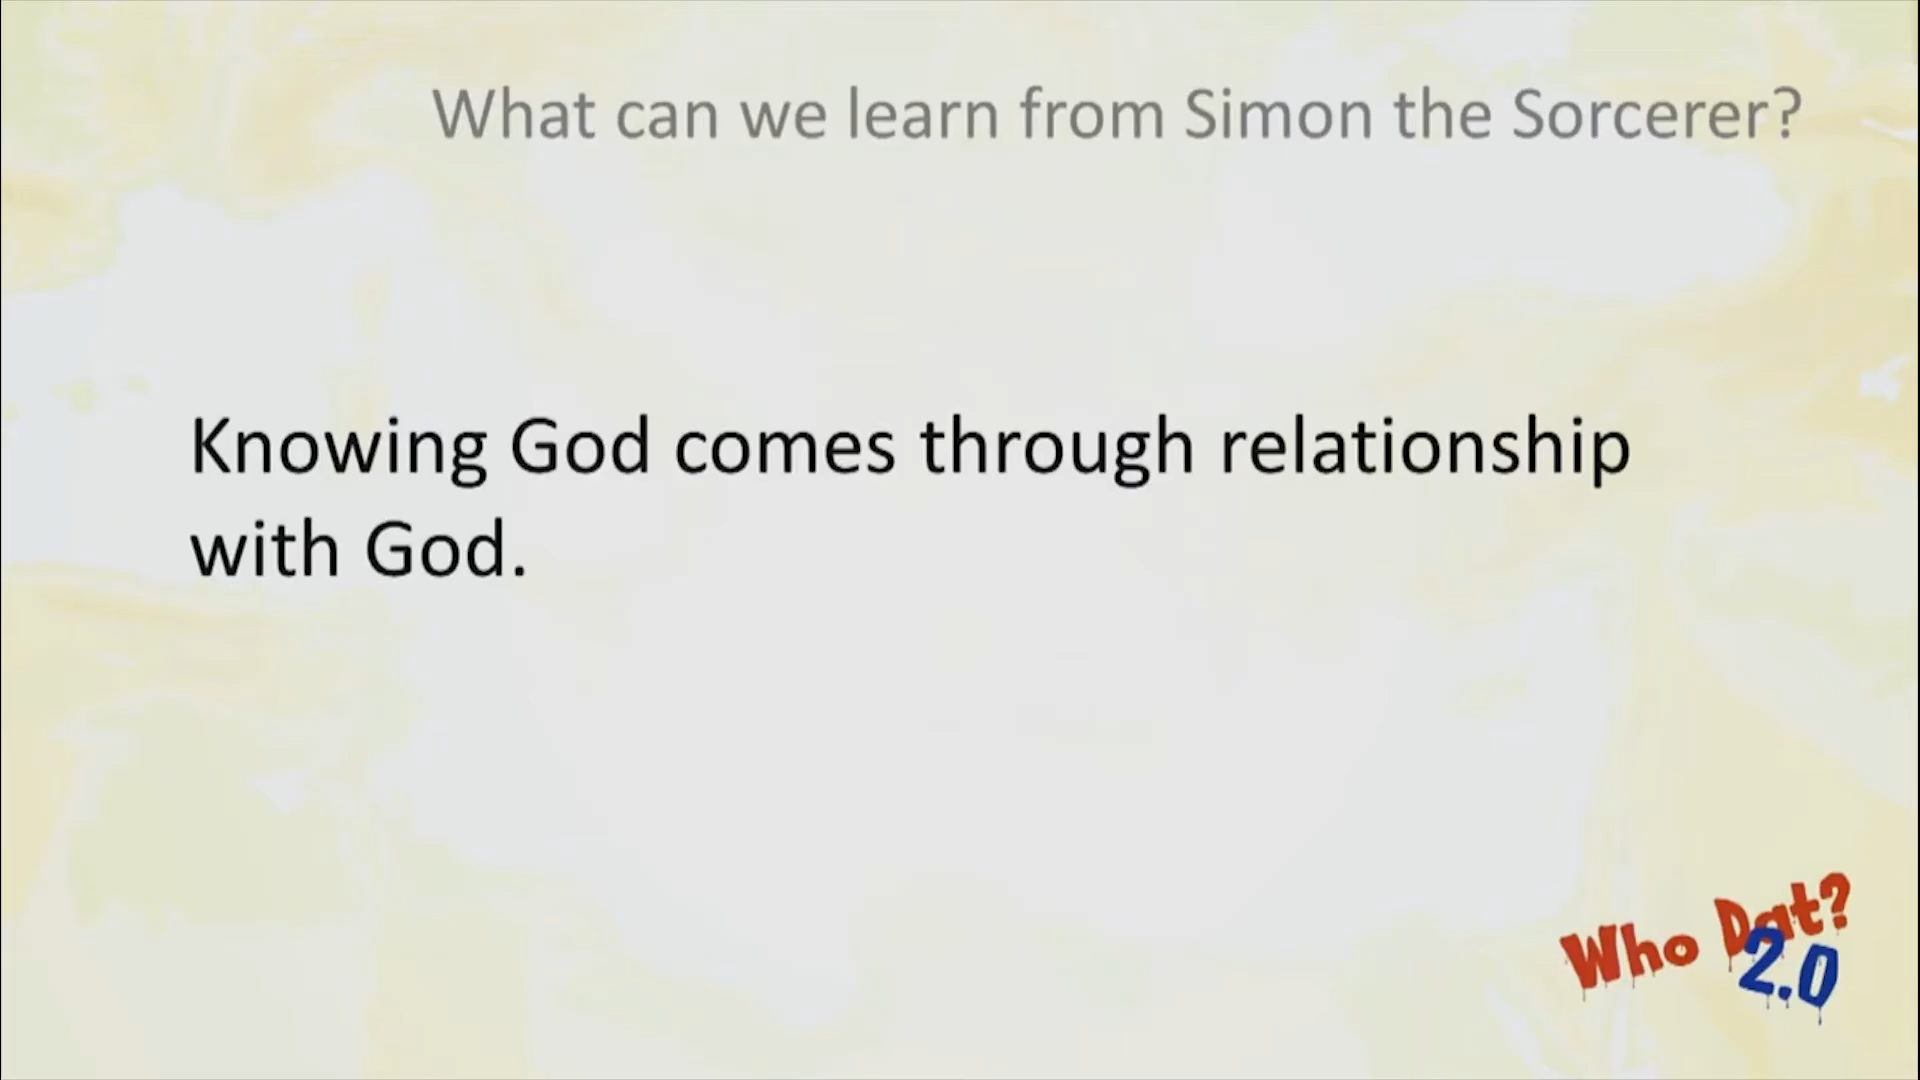 What can we learn from Simon the Sorcerer?
Knowing God comes through relationship
with God.
Who Dat?
2.0